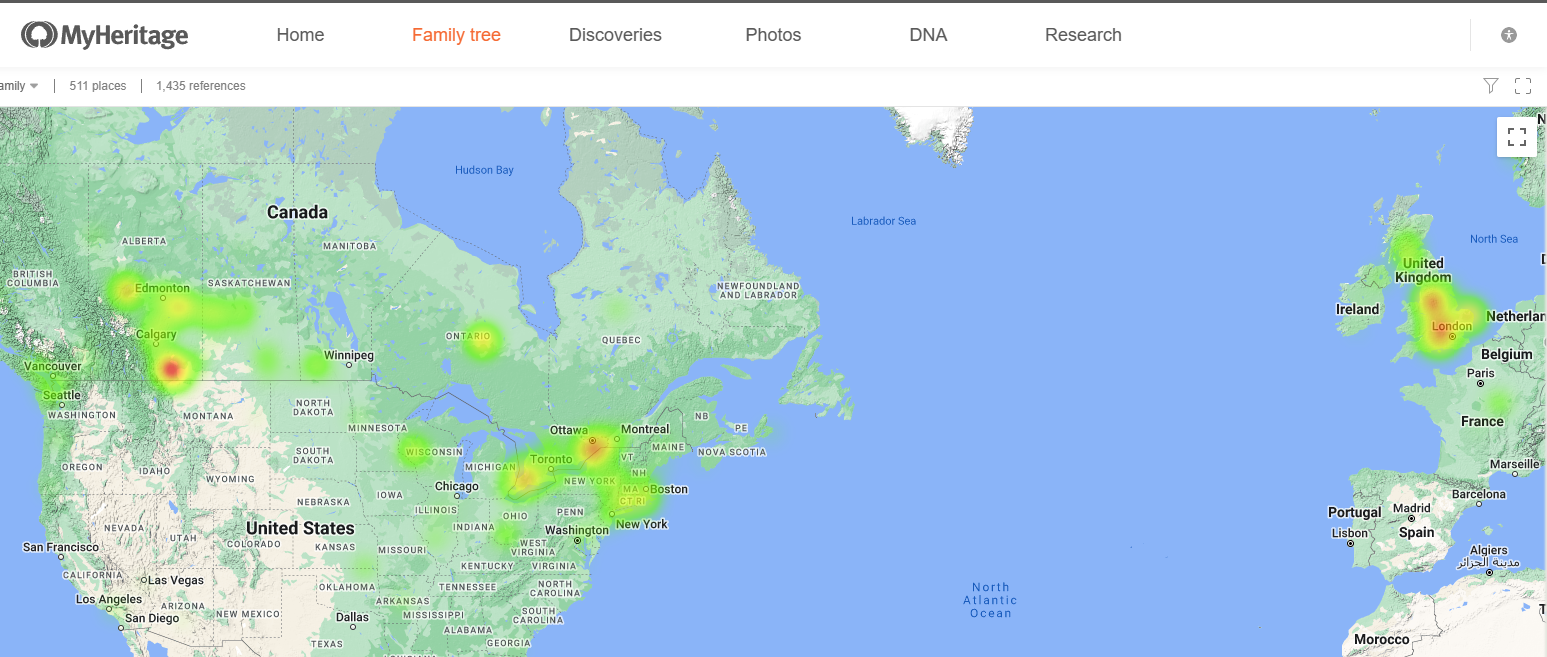 MyHeritage
Home
Family tree
Discoveries
Photos
DNA
Research
amily
511 places
1,435 references
N
Hudson Bay
Canada
Labrador Sea
ALBERTA
MANITOBA
North Sea
BRITISH
COLUMBIA
Edmonton
SASKATCHEWAN
NEWFOUNDLAND
AND LABRADOR
United
Kingdom
Ireland
Netherlan
Calgary
ONTARIO
QUEBEC
London
Winnipeg
Belgium
Vancouver
Paris
Seattle
WASHINGTON
MONTANA
NORTH
DAKOTA
MINNESOTA
Ottawa
Montreal
NB
PE
MAINE
NOVA SCOTIA
France
OREGON
IDAHO
WYOMING
SOUTH
DAKOTA
WISCONSIN
MICHIGAN
Toronto
VT
NH
Marseille
Chicago
NEW YORK
MA
Boston
CT RI
NEBRASKA
IOWA
ILLINOIS
INDIANA
OHIO
PENN
New York
Barcelona
Portugal
Madrid
Spain
Lisbon
NEVADA
UTAH
United States
COLORADO
KANSAS
MISSOURI
WEST
VIRGINIA
Washington
San Francisco
KENTUCKY
VIRGINIA
Algiers
مدينة الجزائر
CALIFORNIA
Las Vegas
OKLAHOMA
TENNESSEE
NORTH
CAROLINA
North
Atlantic
Ocean
Los Angeles
ARIZONA
NEW MEXICO
ARKANSAS
MISSISSIPPI
SOUTH
CAROLINA
San Diego
Dallas
ALABAMA
TEXAS
GEORGIA
Morocco